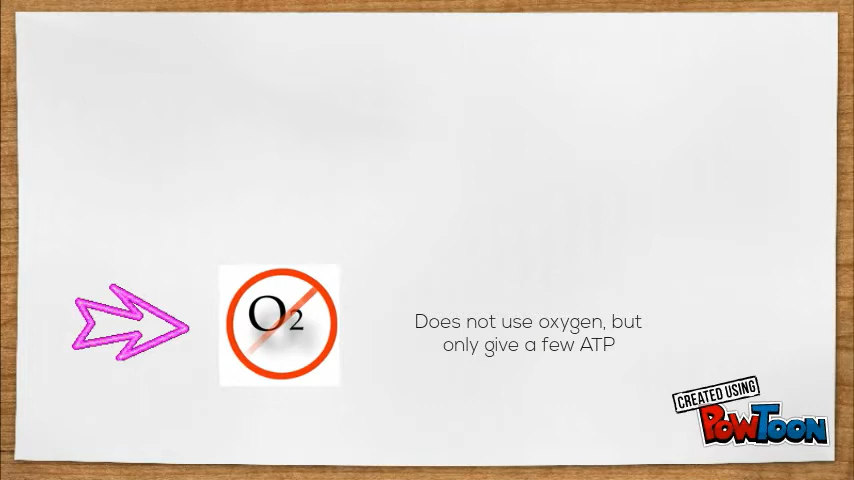 O2
Does not use oxygen, but
only give a few ATP
CREATED USING
POWTOON